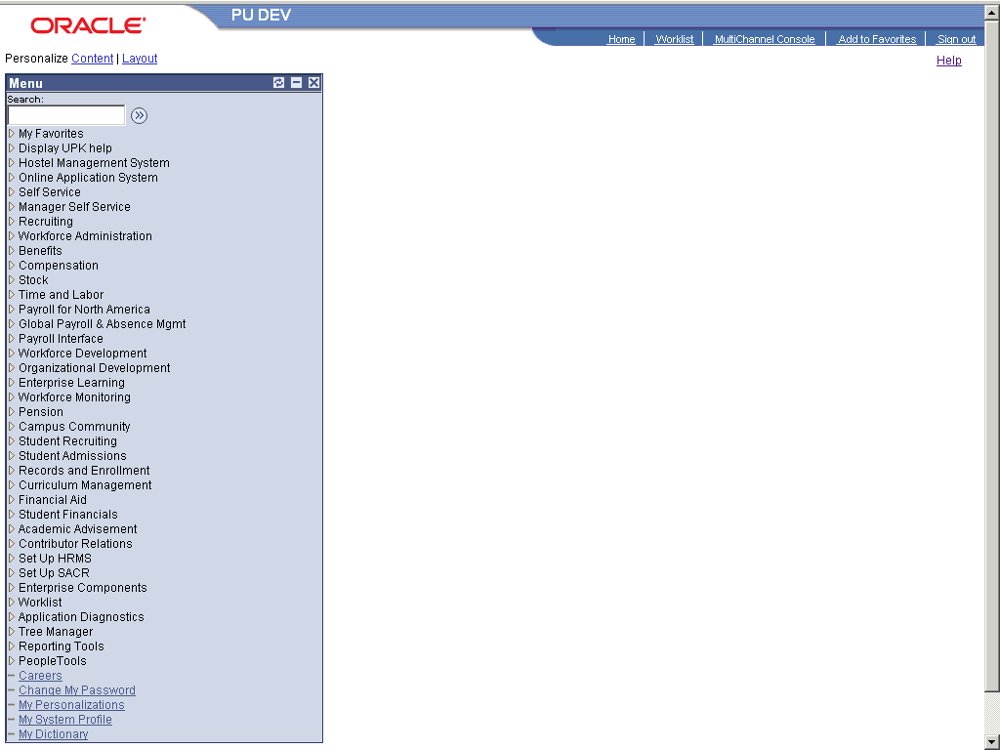 ORACLE®
PU DEV
Home Worklist MultiChannel Console Add to Favorites Sign out
Personalize Content | Layout
Help
Menu
Search:
My Favorites
Display UPK help
Hostel Management System
Online Application System
Self Service
Manager Self Service
Recruiting
Workforce Administration
Benefits
Compensation
Stock
Time and Labor
Payroll for North America
Global Payroll & Absence Mgmt
Payroll Interface
Workforce Development
Organizational Development
Enterprise Learning
Workforce Monitoring
Pension
Campus Community
Student Recruiting
Student Admissions
Records and Enrollment
Curriculum Management
Financial Aid
Student Financials
Academic Advisement
Contributor Relations
Set Up HRMS
Set Up SACR
Enterprise Components
Worklist
Application Diagnostics
Tree Manager
Reporting Tools
PeopleTools
Careers
Change My Password
My Personalizations
My System Profile
My Dictionary